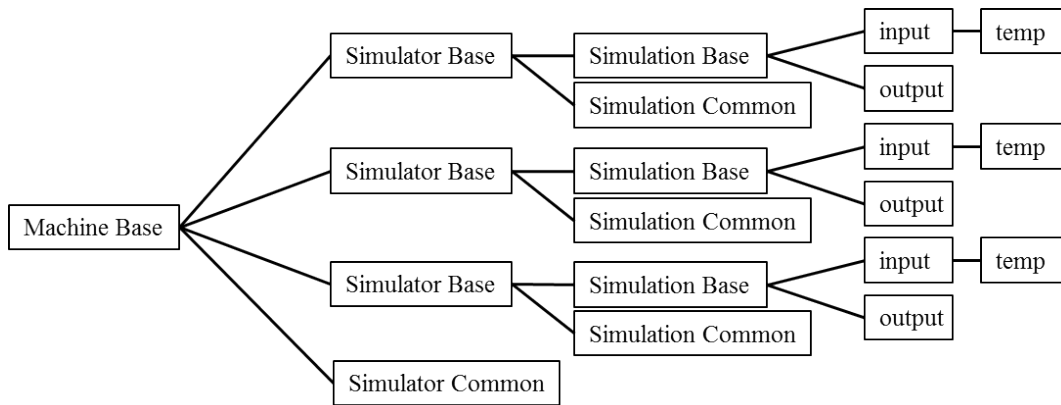 input
temp
Simulator Base
Simulation Base
output
Simulation Common
input
temp
Simulator Base
Simulation Base
output
Simulation Common
Machine Base
input
temp
Simulator Base
Simulation Base
output
Simulation Common
Simulator Common